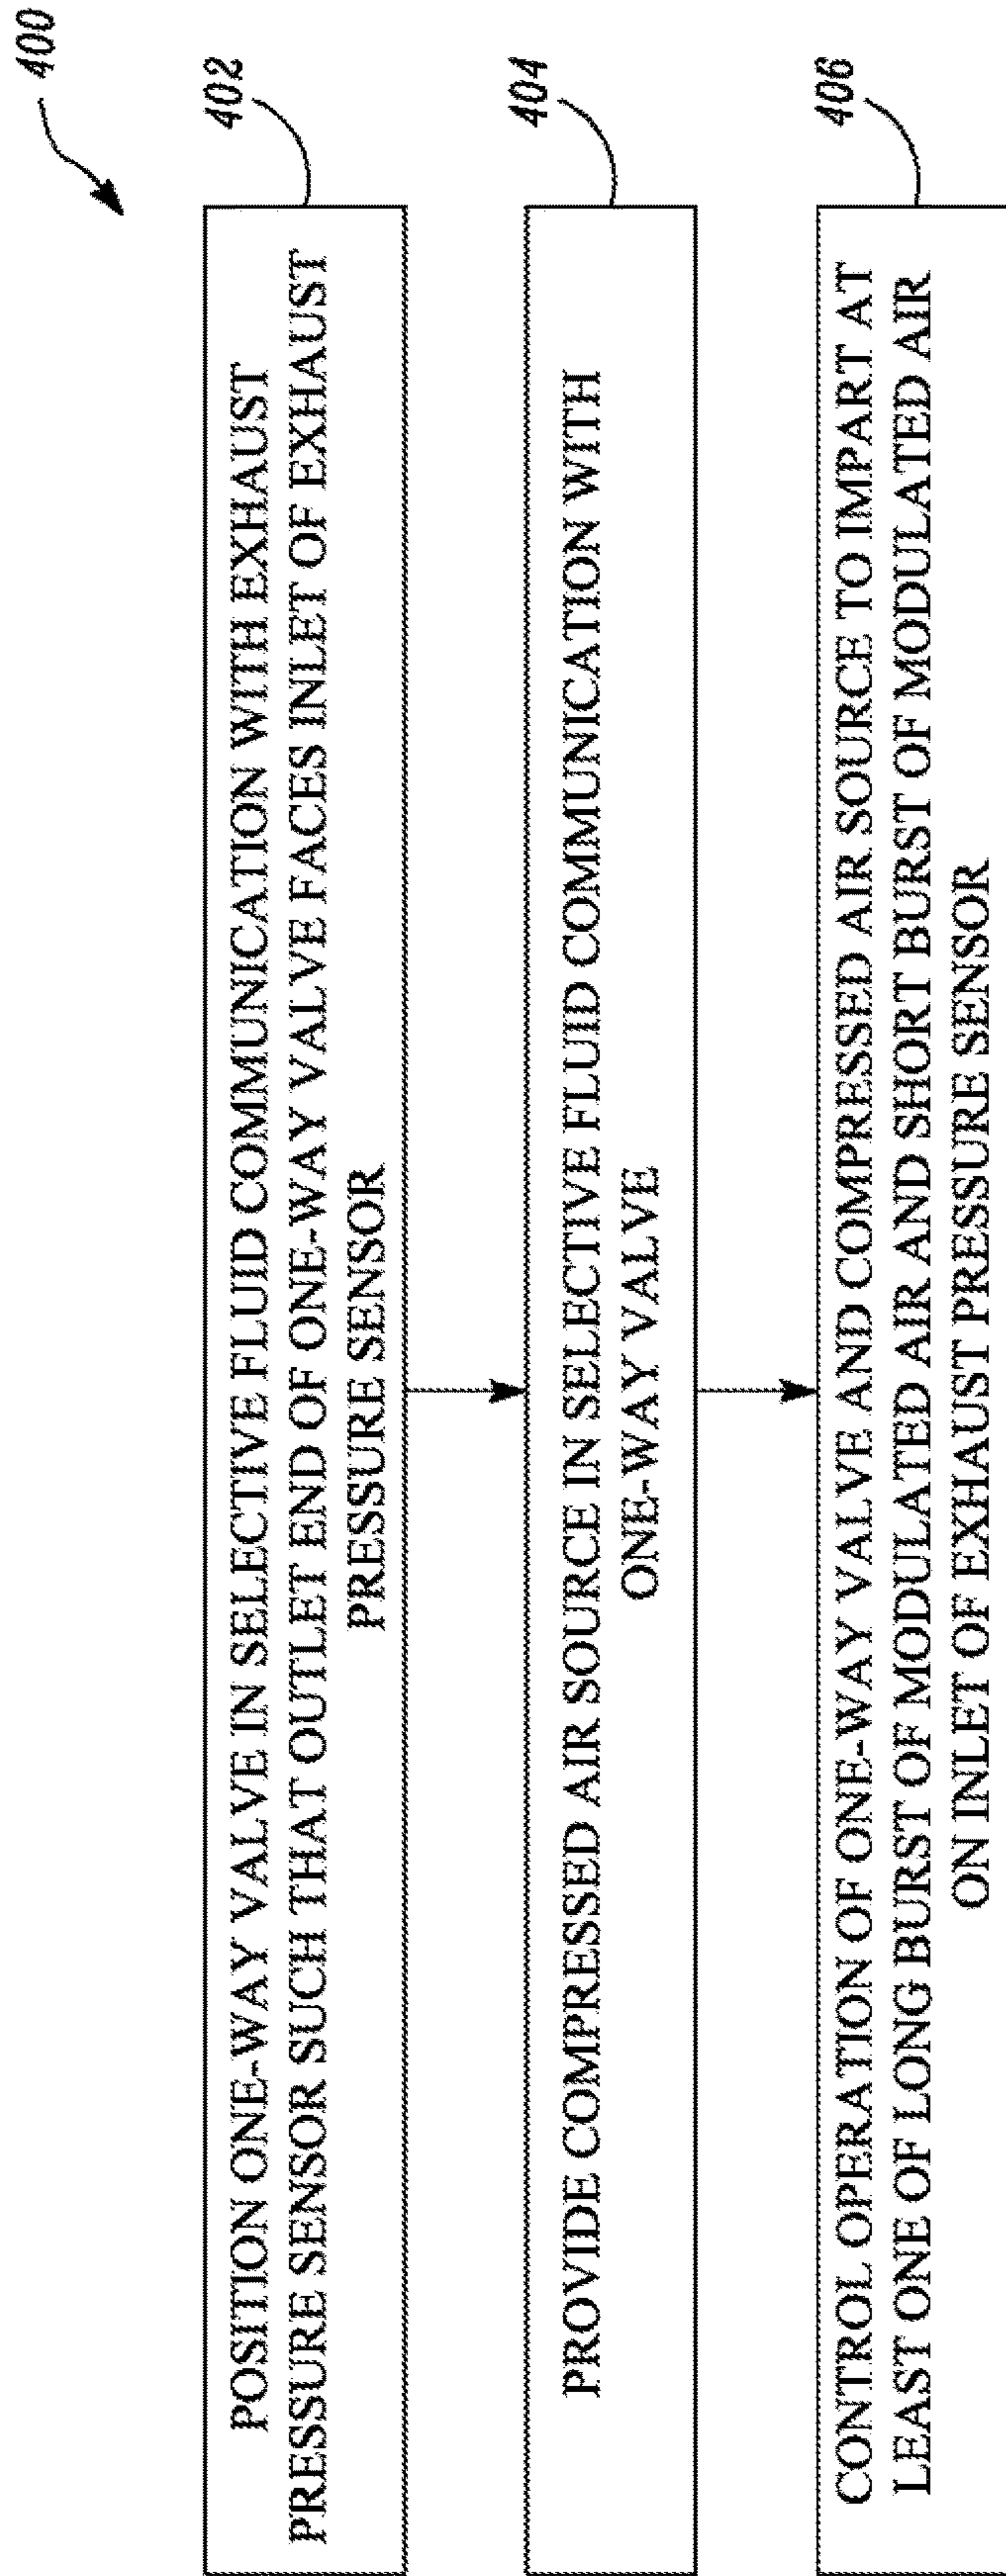 400
402
POSITION ONE-WAY VALVE IN SELECTIVE FLUID COMMUNICATION WITH EXHAUST
PRESSURE SENSOR SUCH THAT OUTLET END OF ONE-WAY VALVE FACES INLET OF EXHAUST
PRESSURE SENSOR
404
PROVIDE COMPRESSED AIR SOURCE IN SELECTIVE FLUID COMMUNICATION WITH
ONE-WAY VALVE
406
CONTROL OPERATION OF ONE-WAY VALVE AND COMPRESSED AIR SOURCE TO IMPART AT
LEAST ONE OF LONG BURST OF MODULATED AIR AND SHORT BURST OF MODULATED AIR
ON INLET OF EXHAUST PRESSURE SENSOR